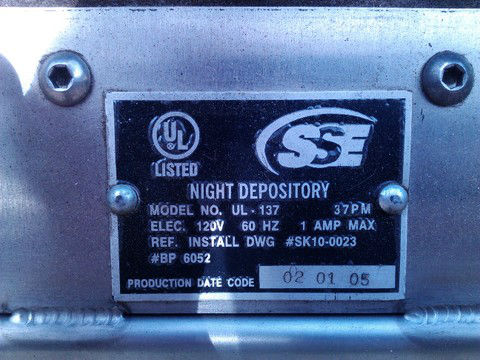 UL
LISTED
SSE
NIGHT DEPOSITORY
MODEL NO. UL-137 37PM
ELEC. 120V 60 HZ 1 AMP MAX
REF. INSTALL DWG #SK10-0023
#BP 6052
PRODUCTION DATE CODE 02 01 05